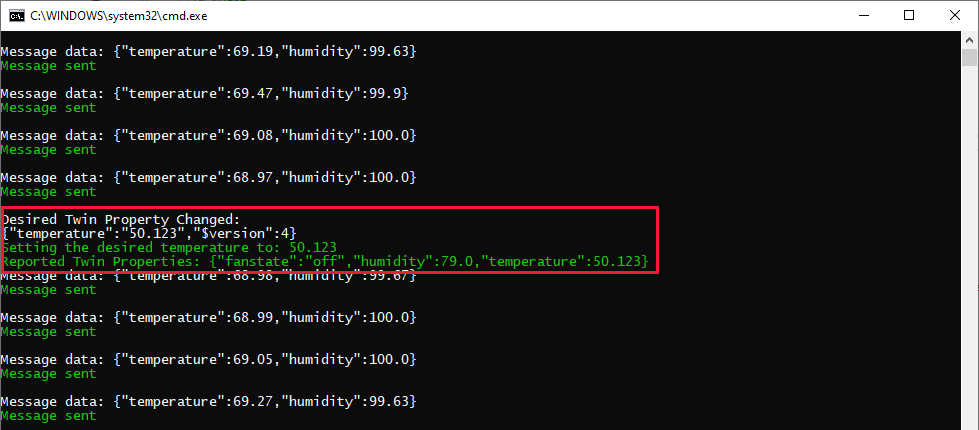 C:\WINDOWS\system32\cmd.exe
Message data: {"temperature":69.19,"humidity":99.63}
Message sent
Message data: {"temperature":69.47,"humidity":99.9}
Message sent
Message data: {"temperature":69.08,"humidity":100.0}
Message sent
Message data: {"temperature":68.97,"humidity":100.0}
Message sent
Desired Twin Property Changed:
{"temperature":"50.123","$version":4}
Setting the desired temperature to: 50.123
Reported Twin Properties: {"fanstate":"off","humidity":79.0,"temperature":50.123}
Message data: {"temperature":68.98,"humidity":99.67}
Message sent
Message data: {"temperature":68.99,"humidity":100.0}
Message sent
Message data: {"temperature":69.05,"humidity":100.0}
Message sent
Message data: {"temperature":69.27,"humidity":99.63}
Message sent